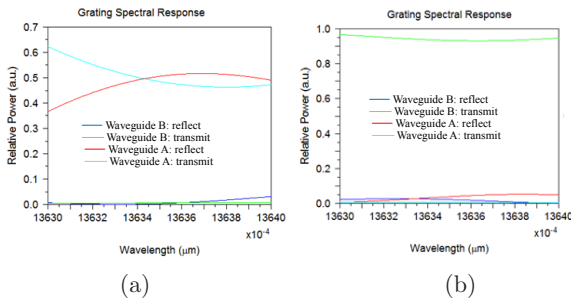 Grating Spectral Response
Relative Power (a.u.)
0.7
0.6
0.5
0.4
0.3
0.2
0.1
0.0
Waveguide B: reflect
Waveguide B: transmit
Waveguide A: reflect
Waveguide A: transmit
13630 13632 13634 13636 13638 13640
x10-4
Wavelength (µm)
(a)
Grating Spectral Response
Relative Power (a.u.)
1.0
0.8
0.6
0.4
0.2
0.0
Waveguide B: reflect
Waveguide B: transmit
Waveguide A: reflect
Waveguide A: transmit
13630 13632 13634 13636 13638 13640
x10-4
Wavelength (µm)
(b)